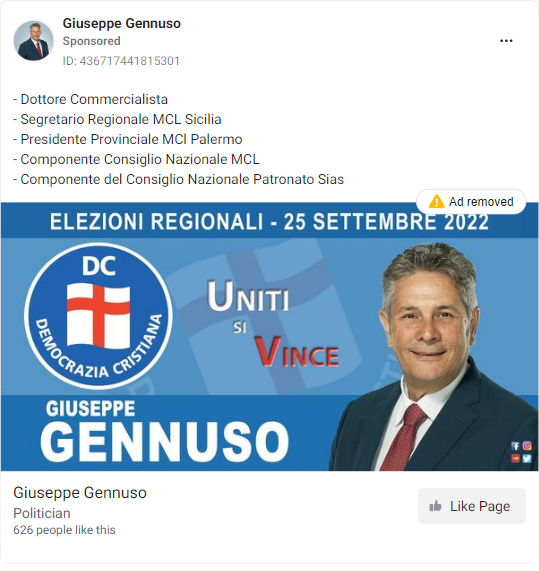 Giuseppe Gennuso
Sponsored
ID: 436717441815301
- Dottore Commercialista
- Segretario Regionale MCL Sicilia
- Presidente Provinciale MCl Palermo
- Componente Consiglio Nazionale MCL
- Componente del Consiglio Nazionale Patronato Sias
Ad removed
ELEZIONI REGIONALI - 25 SETTEMBRE 2022
DC
DEMOCRAZIA CRISTIANA
UNITI
SI
VINCE
GIUSEPPE
GENNUSO
Giuseppe Gennuso
Politician
626 people like this
Like Page